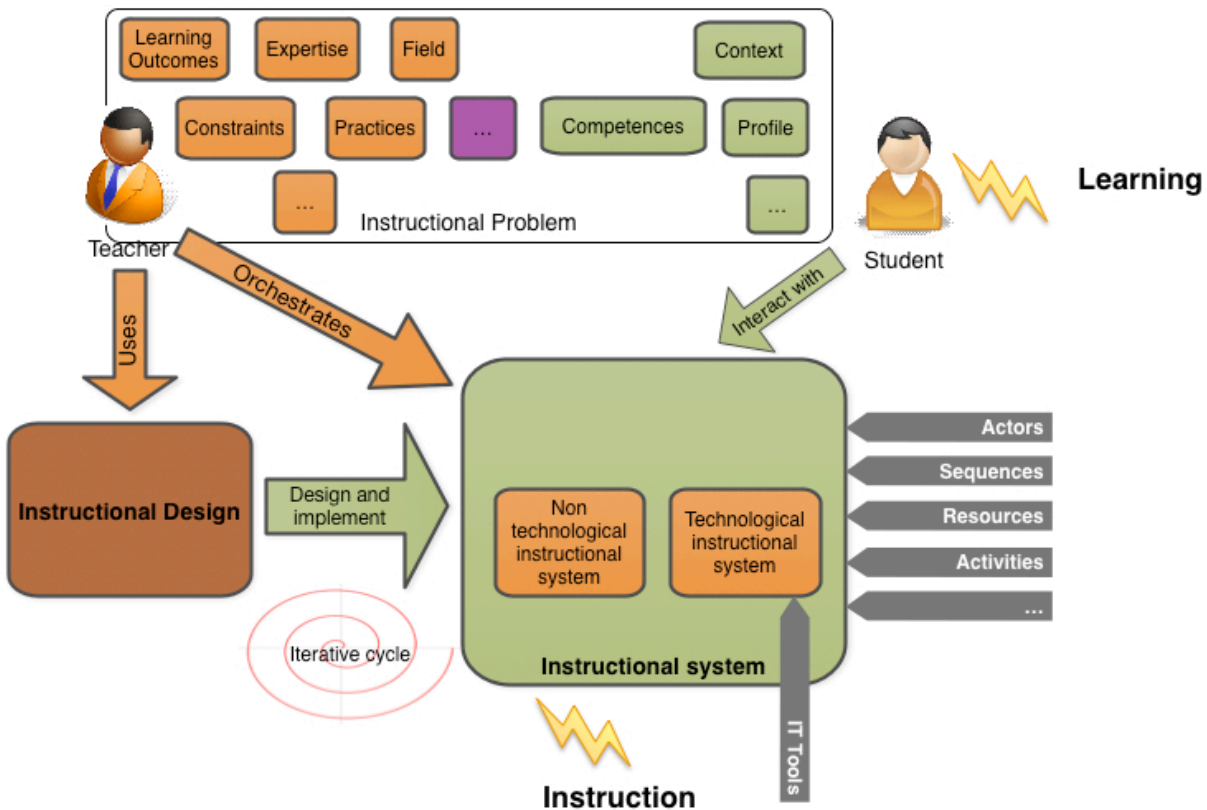 Learning
Outcomes
Expertise
Field
Context
Constraints
Practices
...
Competences
Profile
...
...
Instructional Problem
Teacher
Student
Learning
Uses
Orchestrates
Interact with
Instructional Design
Design and
implement
Iterative cycle
Non
technological
instructional
system
Technological
instructional
system
Instructional system
Actors
Sequences
Resources
Activities
...
IT Tools
Instruction